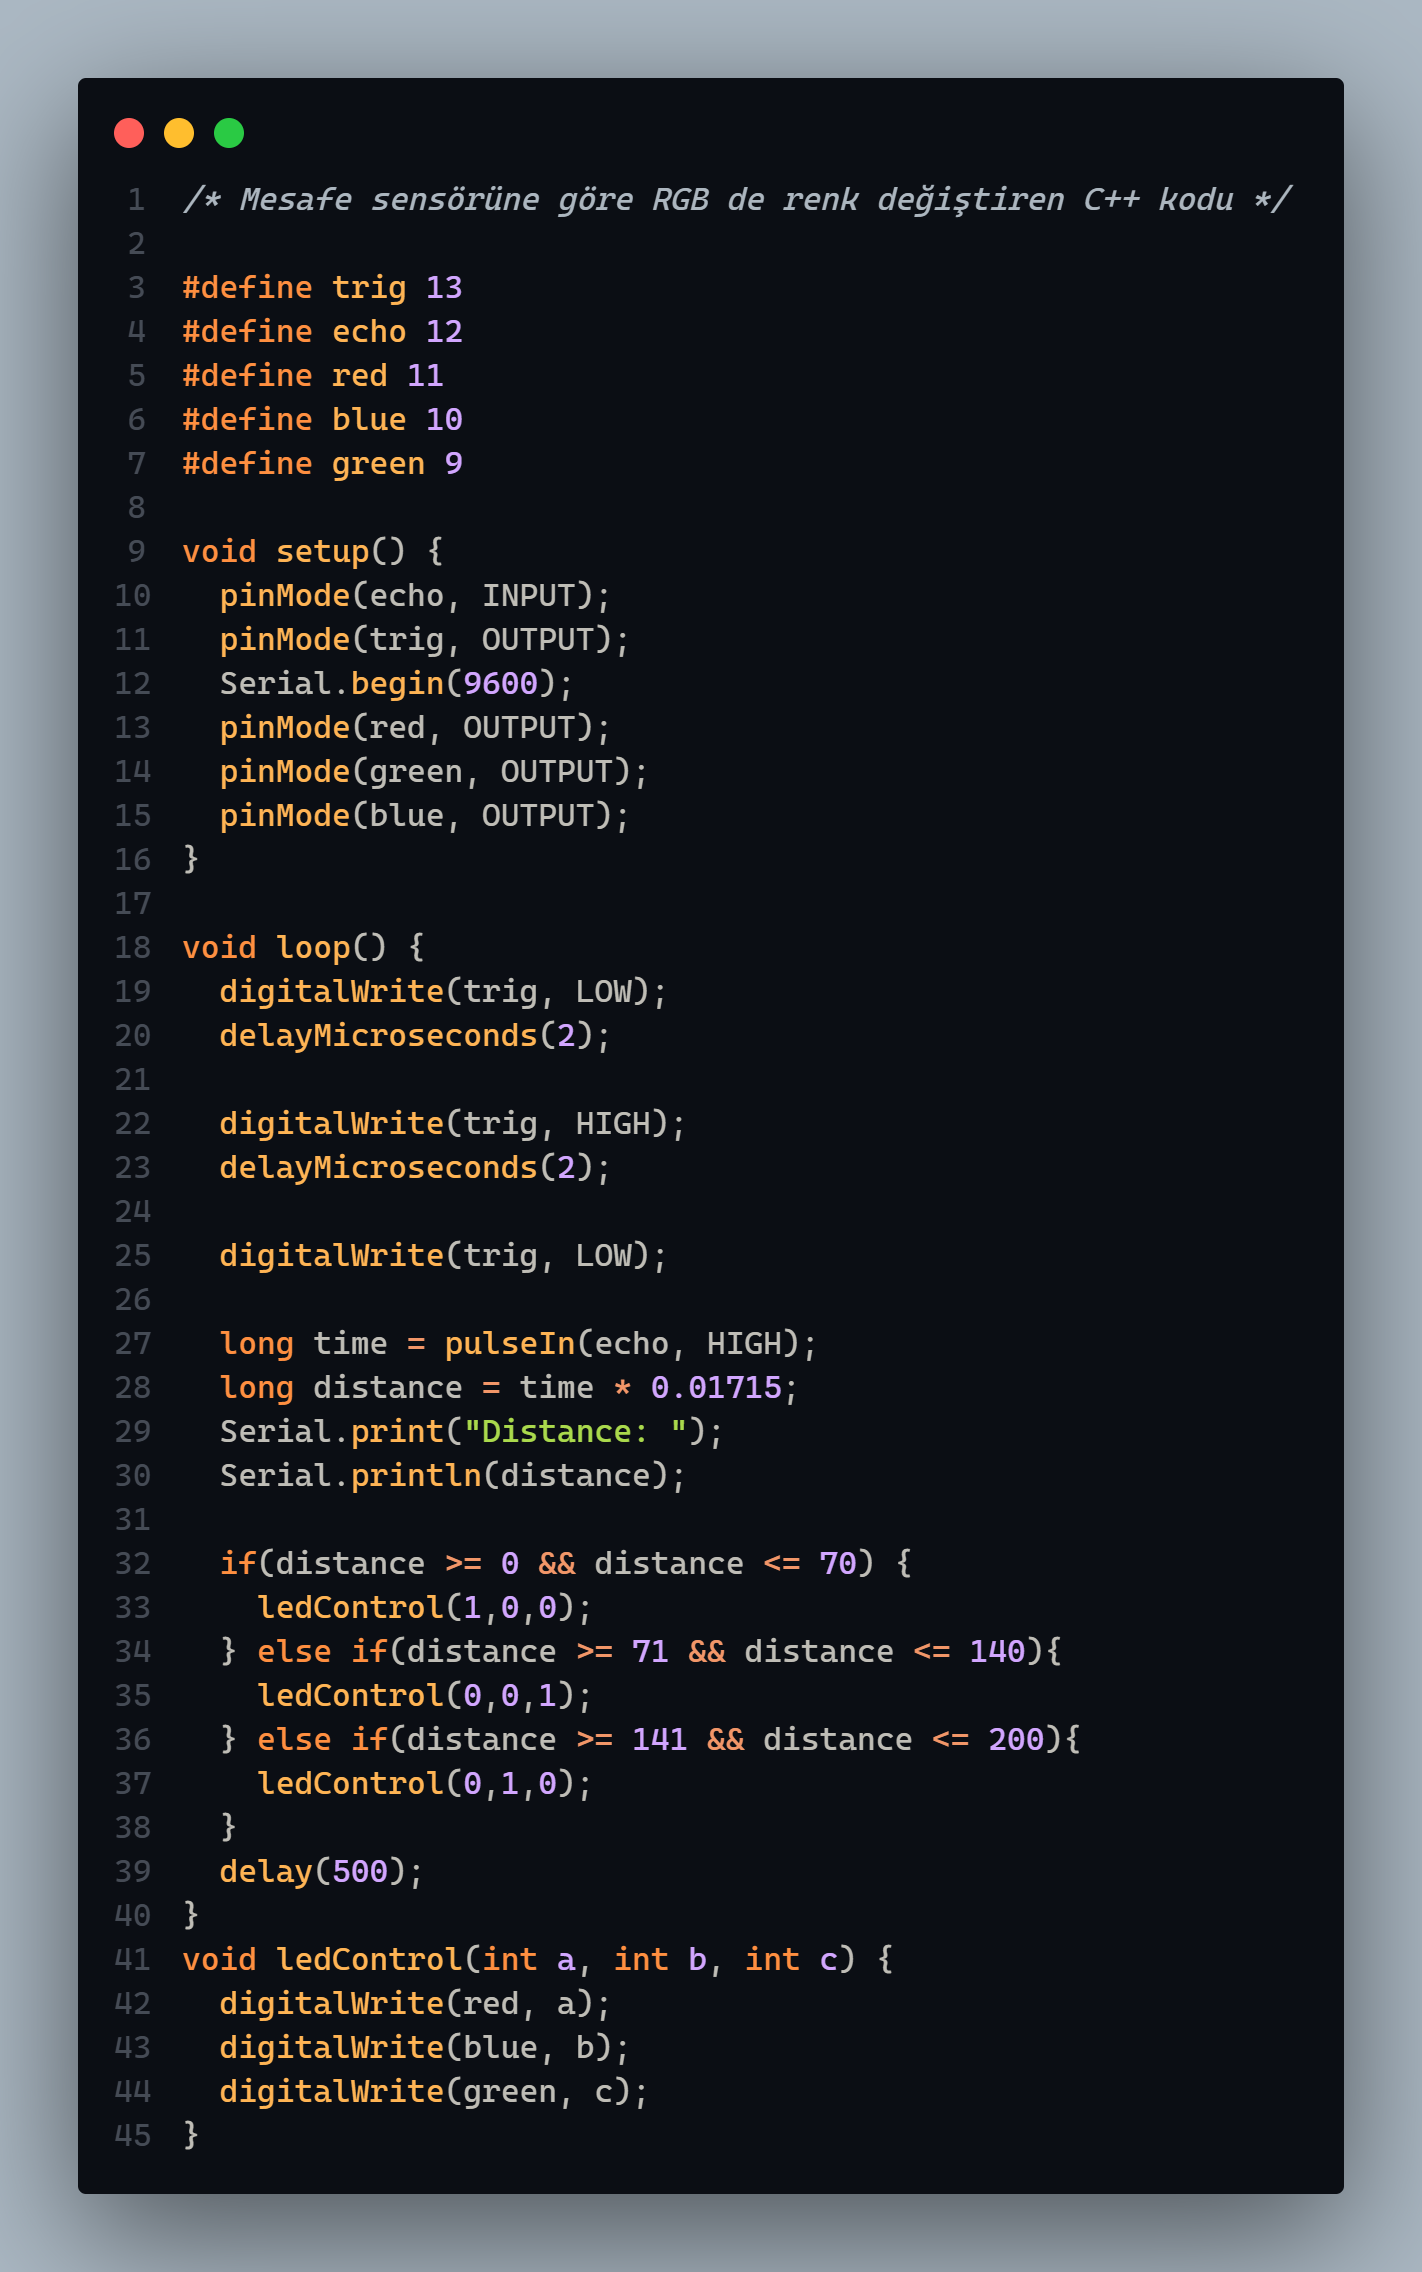 1 /* Mesafe sensörüne göre RGB de renk değiştiren C++ kodu */
2
3 #define trig 13
4 #define echo 12
5 #define red 11
6 #define blue 10
7 #define green 9
8
9 void setup() {
10   pinMode(echo, INPUT);
11   pinMode(trig, OUTPUT);
12   Serial.begin(9600);
13   pinMode(red, OUTPUT);
14   pinMode(green, OUTPUT);
15   pinMode(blue, OUTPUT);
16 }
17
18 void loop() {
19   digitalWrite(trig, LOW);
20   delayMicroseconds(2);
21
22   digitalWrite(trig, HIGH);
23   delayMicroseconds(2);
24
25   digitalWrite(trig, LOW);
26
27   long time = pulseIn(echo, HIGH);
28   long distance = time * 0.01715;
29   Serial.print("Distance: ");
30   Serial.println(distance);
31
32   if(distance >= 0 && distance <= 70) {
33     ledControl(1,0,0);
34   } else if(distance >= 71 && distance <= 140){
35     ledControl(0,0,1);
36   } else if(distance >= 141 && distance <= 200){
37     ledControl(0,1,0);
38   }
39   delay(500);
40 }
41 void ledControl(int a, int b, int c) {
42   digitalWrite(red, a);
43   digitalWrite(blue, b);
44   digitalWrite(green, c);
45 }